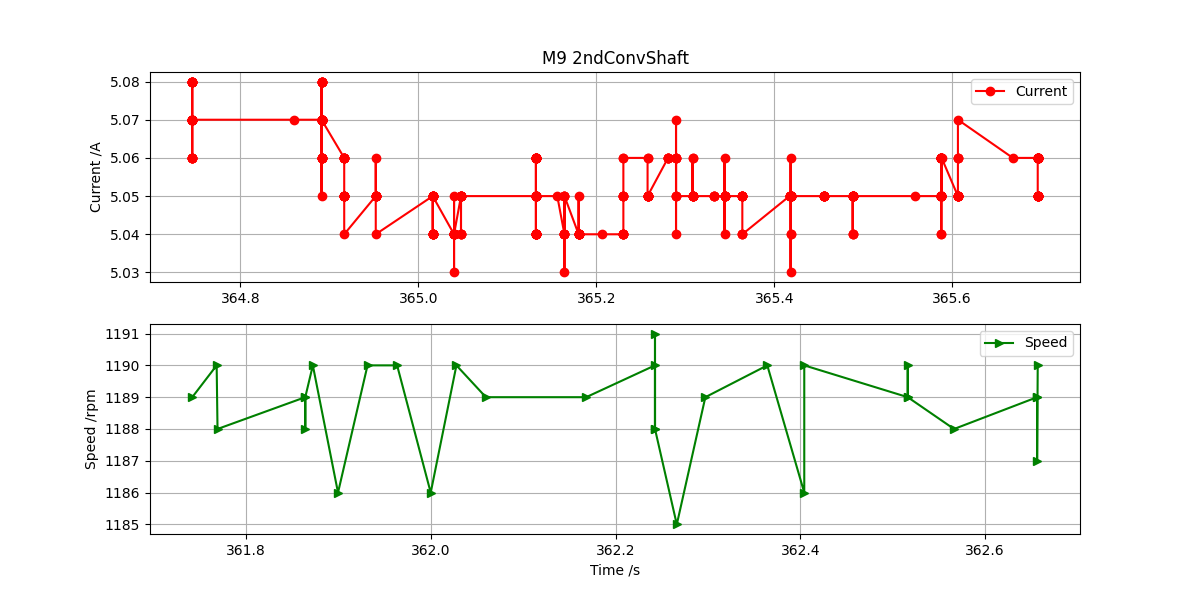 M9 2ndConvShaft
5.08
5.07
5.06
5.05
5.04
5.03
Current /A
Current
364.8 365.0 365.2 365.4 365.6
1191
1190
1189
1188
1187
1186
1185
Speed /rpm
Speed
361.8 362.0 362.2 362.4 362.6
Time /s